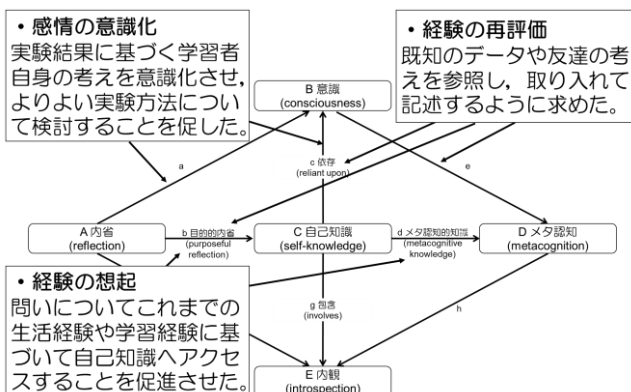 ・感情の意識化
実験結果に基づく学習者
自身の考えを意識化させ,
よりよい実験方法につい
て検討することを促した。
・経験の再評価
既知のデータや友達の考
えを参照し，取り入れて
記述するように求めた。
B 意識
(consciousness)
a
c 依存
(reliant upon)
e
A 内省
(reflection)
b 目的的内省
(purposeful
reflection)
C 自己知識
(self-knowledge)
d メタ認知的知識
(metacognitive
knowledge)
D メタ認知
(metacognition)
・経験の想起
問いについてこれまでの
生活経験や学習経験に基
づいて自己知識へアクセ
スすることを促進させた。
g 包含
(involves)
h
E 内観
(introspection)